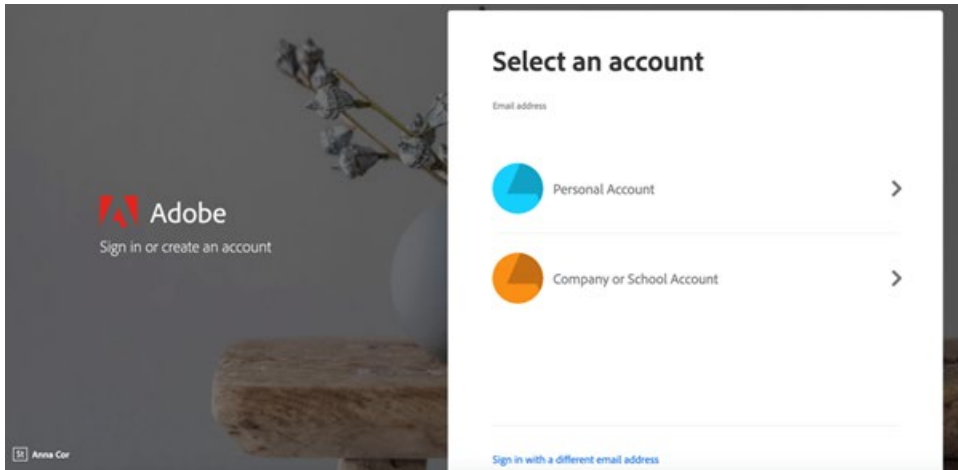 Adobe
Sign in or create an account
St Anna Cor
Select an account
Email address
Personal Account
Company or School Account
Sign in with a different email address